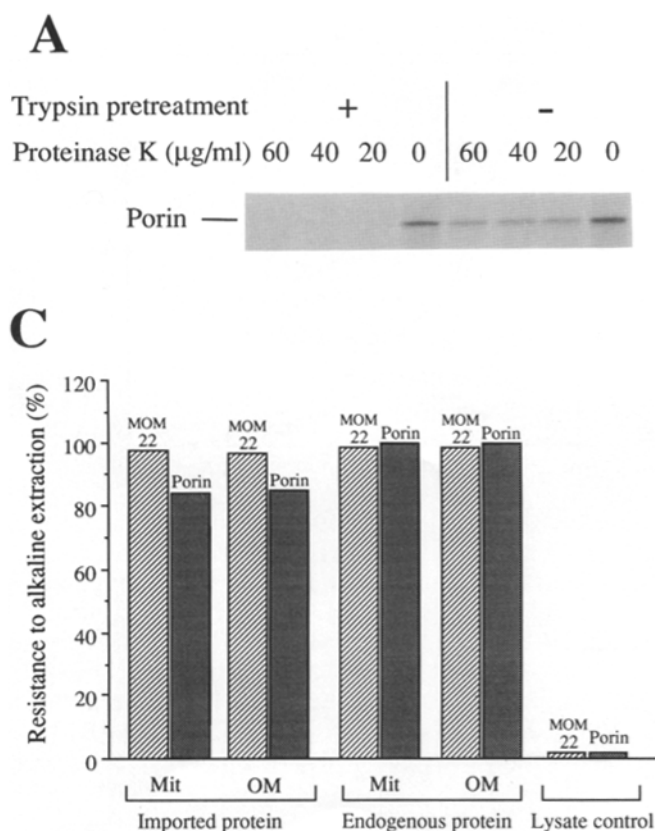 A
Trypsin pretreatment + -
Proteinase K (µg/ml) 60 40 20 0 60 40 20 0
Porin
C
Resistance to alkaline extraction (%)
120
100
80
60
40
20
0
MOM 22
Porin
MOM 22
Porin
MOM 22
Porin
MOM 22
Porin
MOM 22
Porin
Mit OM Mit OM
Imported protein Endogenous protein Lysate control